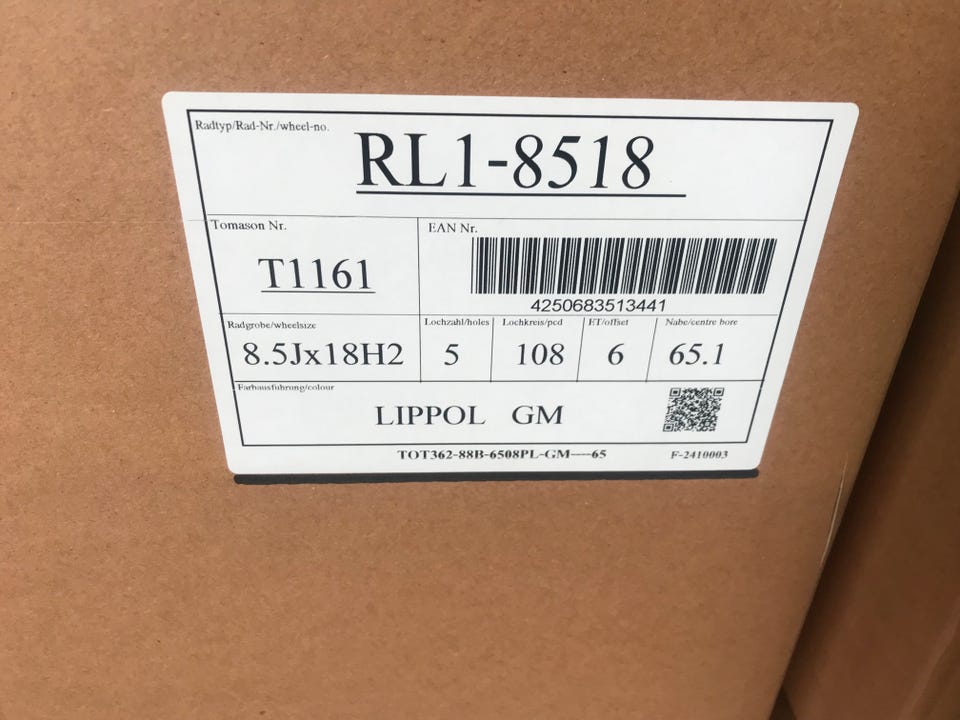 Radtyp/Rad-Nr./wheel-no.
RL1-8518
Tomason Nr.
T1161
EAN Nr.
4250683513441
Radgrobe/wheelsize
8.5Jx18H2
Lochzahl/holes
5
Lochkreis/pcd
108
ET/offset
6
Nabe/centre bore
65.1
Farbausfuhrung/colour
LIPPOL GM
TOT362-88B-6508PL-GM----65
F-2410003